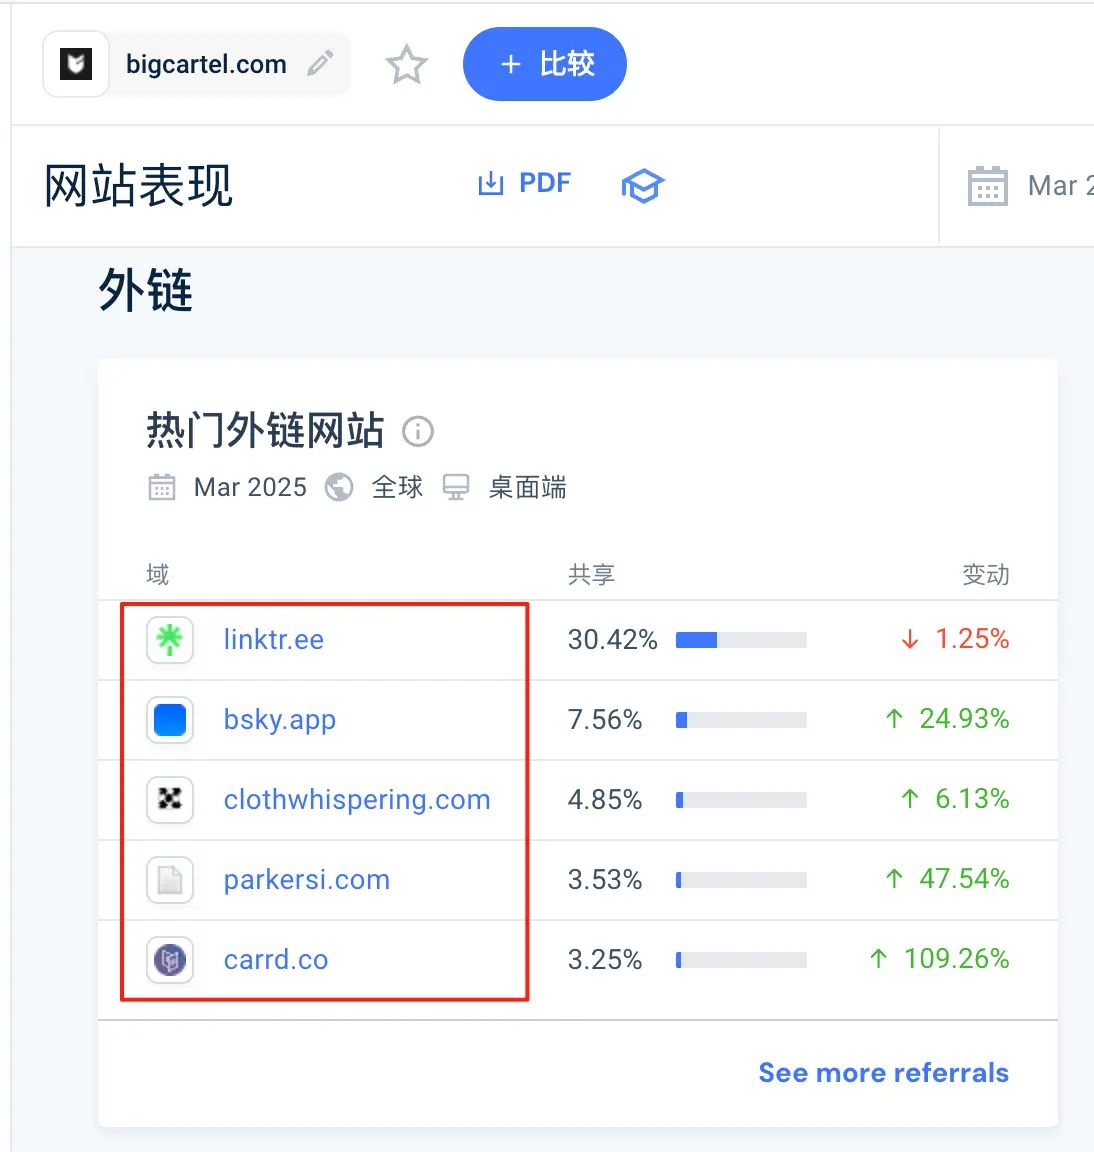 bigcartel.com
+ 比较
网站表现
PDF
Mar 2
外链
热门外链网站
Mar 2025 全球 桌面端
域 共享 变动
linktr.ee 30.42% ↓ 1.25%
bsky.app 7.56% ↑ 24.93%
clothwhispering.com 4.85% ↑ 6.13%
parkersi.com 3.53% ↑ 47.54%
carrd.co 3.25% ↑ 109.26%
See more referrals